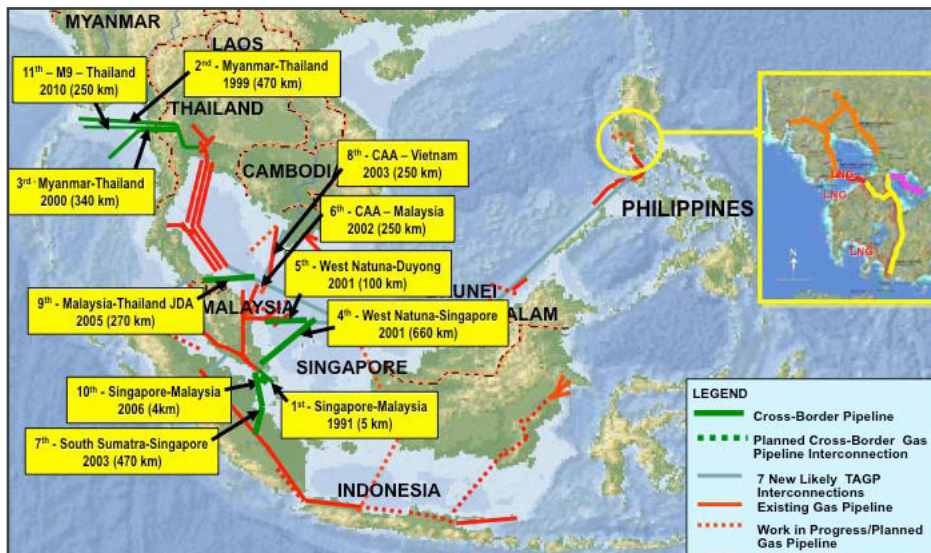 MYANMAR
LAOS
11th – M9 – Thailand
2010 (250 km)
2nd - Myanmar-Thailand
1999 (470 km)
THAILAND
8th - CAA – Vietnam
2003 (250 km)
CAMBODI
3rd - Myanmar-Thailand
2000 (340 km)
6th - CAA – Malaysia
2002 (250 km)
PHILIPPINES
LNG
LNG
LNG
N
5th - West Natuna-Duyong
2001 (100 km)
9th - Malaysia-Thailand JDA
2005 (270 km)
MALAYSIA
BRUNEI
4th - West Natuna-Singapore
2001 (660 km)
ALAM
SINGAPORE
10th - Singapore-Malaysia
2006 (4km)
1st - Singapore-Malaysia
1991 (5 km)
7th - South Sumatra-Singapore
2003 (470 km)
INDONESIA
LEGEND
Cross-Border Pipeline
Planned Cross-Border Gas
Pipeline Interconnection
7 New Likely TAGP
Interconnections
Existing Gas Pipeline
Work in Progress/Planned
Gas Pipeline